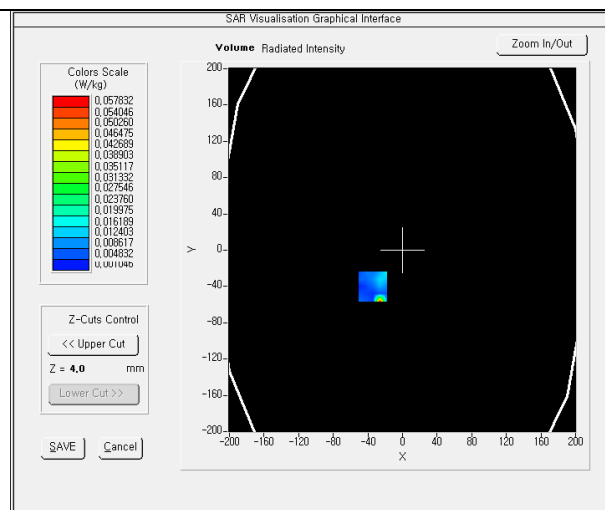 SAR Visualisation Graphical Interface
Volume Radiated Intensity
Zoom In/Out
Colors Scale
(W/kg)
0,057832
0,054046
0,050260
0,046475
0,042689
0,038903
0,035117
0,031332
0,027546
0,023760
0,019975
0,016189
0,012403
0,008617
0,004832
0,001046
Z-Cuts Control
<< Upper Cut
Z = 4,0 mm
Lower Cut >>
SAVE Cancel
200-
160-
120-
80-
40-
0-
-40-
-80-
-120-
-160-
-200-
Y
-200 -160 -120 -80 -40 0 40 80 120 160 200
X